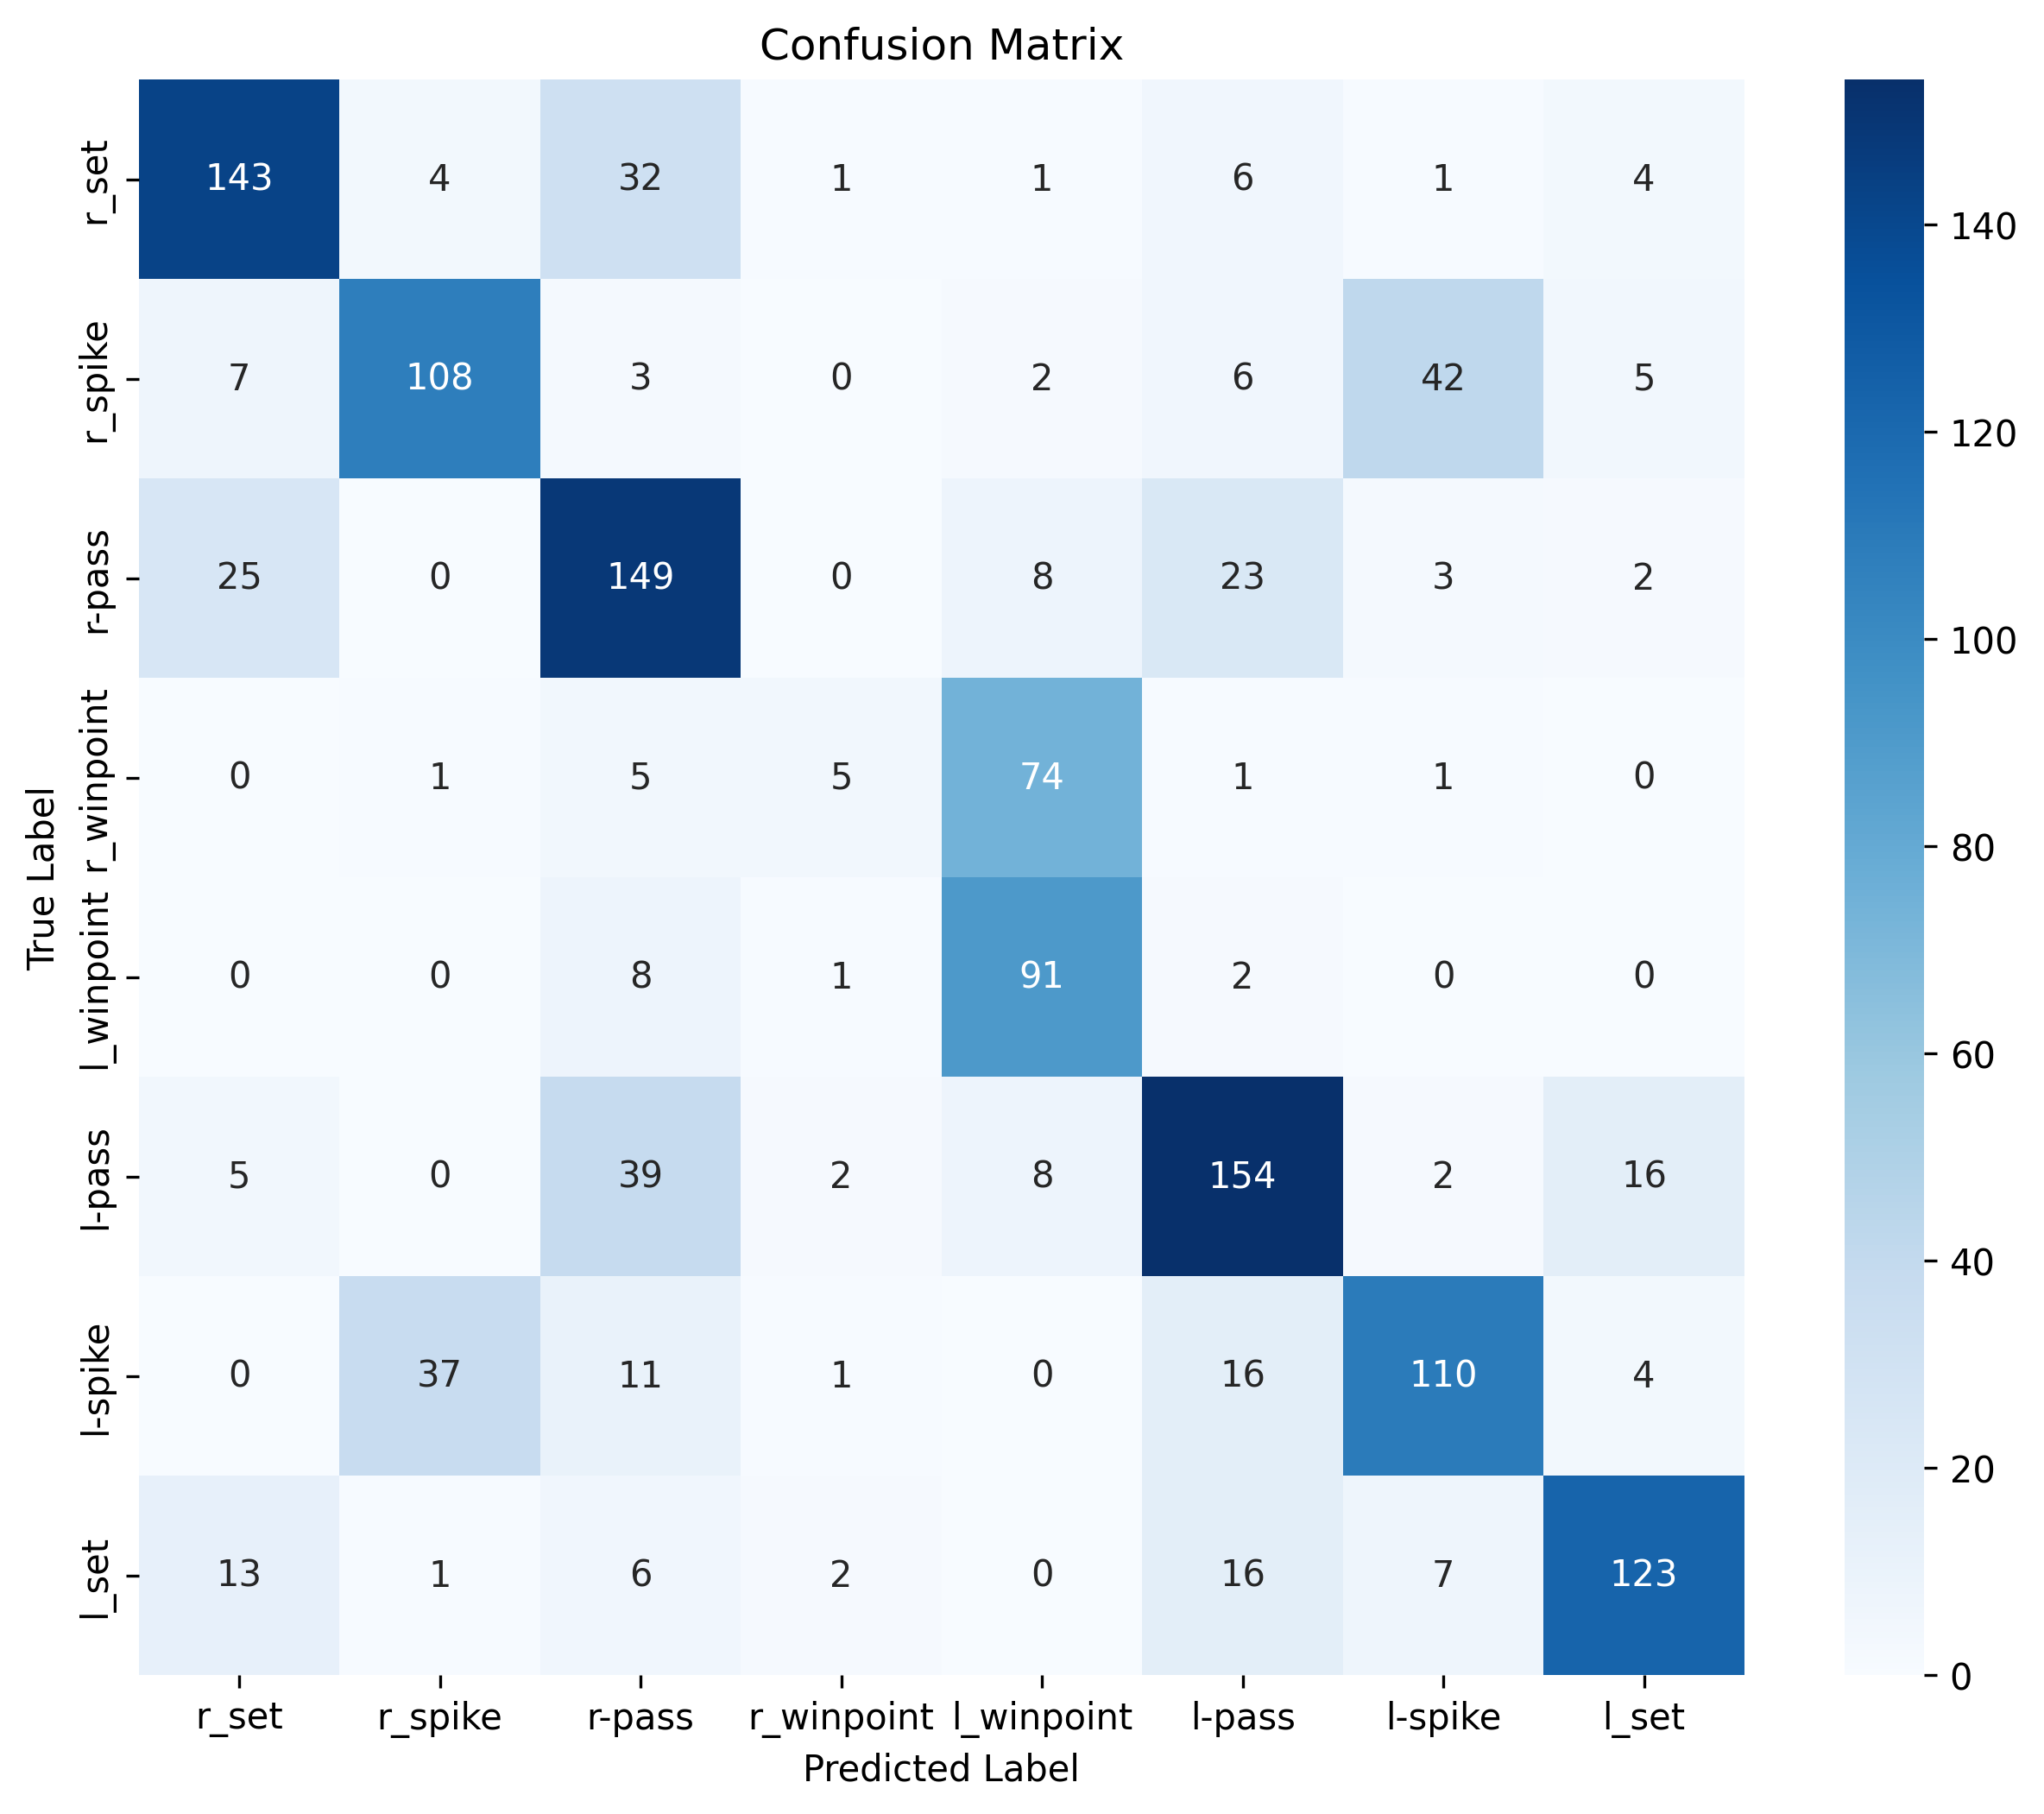 Confusion Matrix
True Label
r_set 143 4 32 1 1 6 1 4
r_spike 7 108 3 0 2 6 42 5
r-pass 25 0 149 0 8 23 3 2
r_winpoint 0 1 5 5 74 1 1 0
l_winpoint 0 0 8 1 91 2 0 0
l-pass 5 0 39 2 8 154 2 16
l-spike 0 37 11 1 0 16 110 4
l_set 13 1 6 2 0 16 7 123
r_set r_spike r-pass r_winpoint l_winpoint l-pass l-spike l_set
Predicted Label
140
120
100
80
60
40
20
0